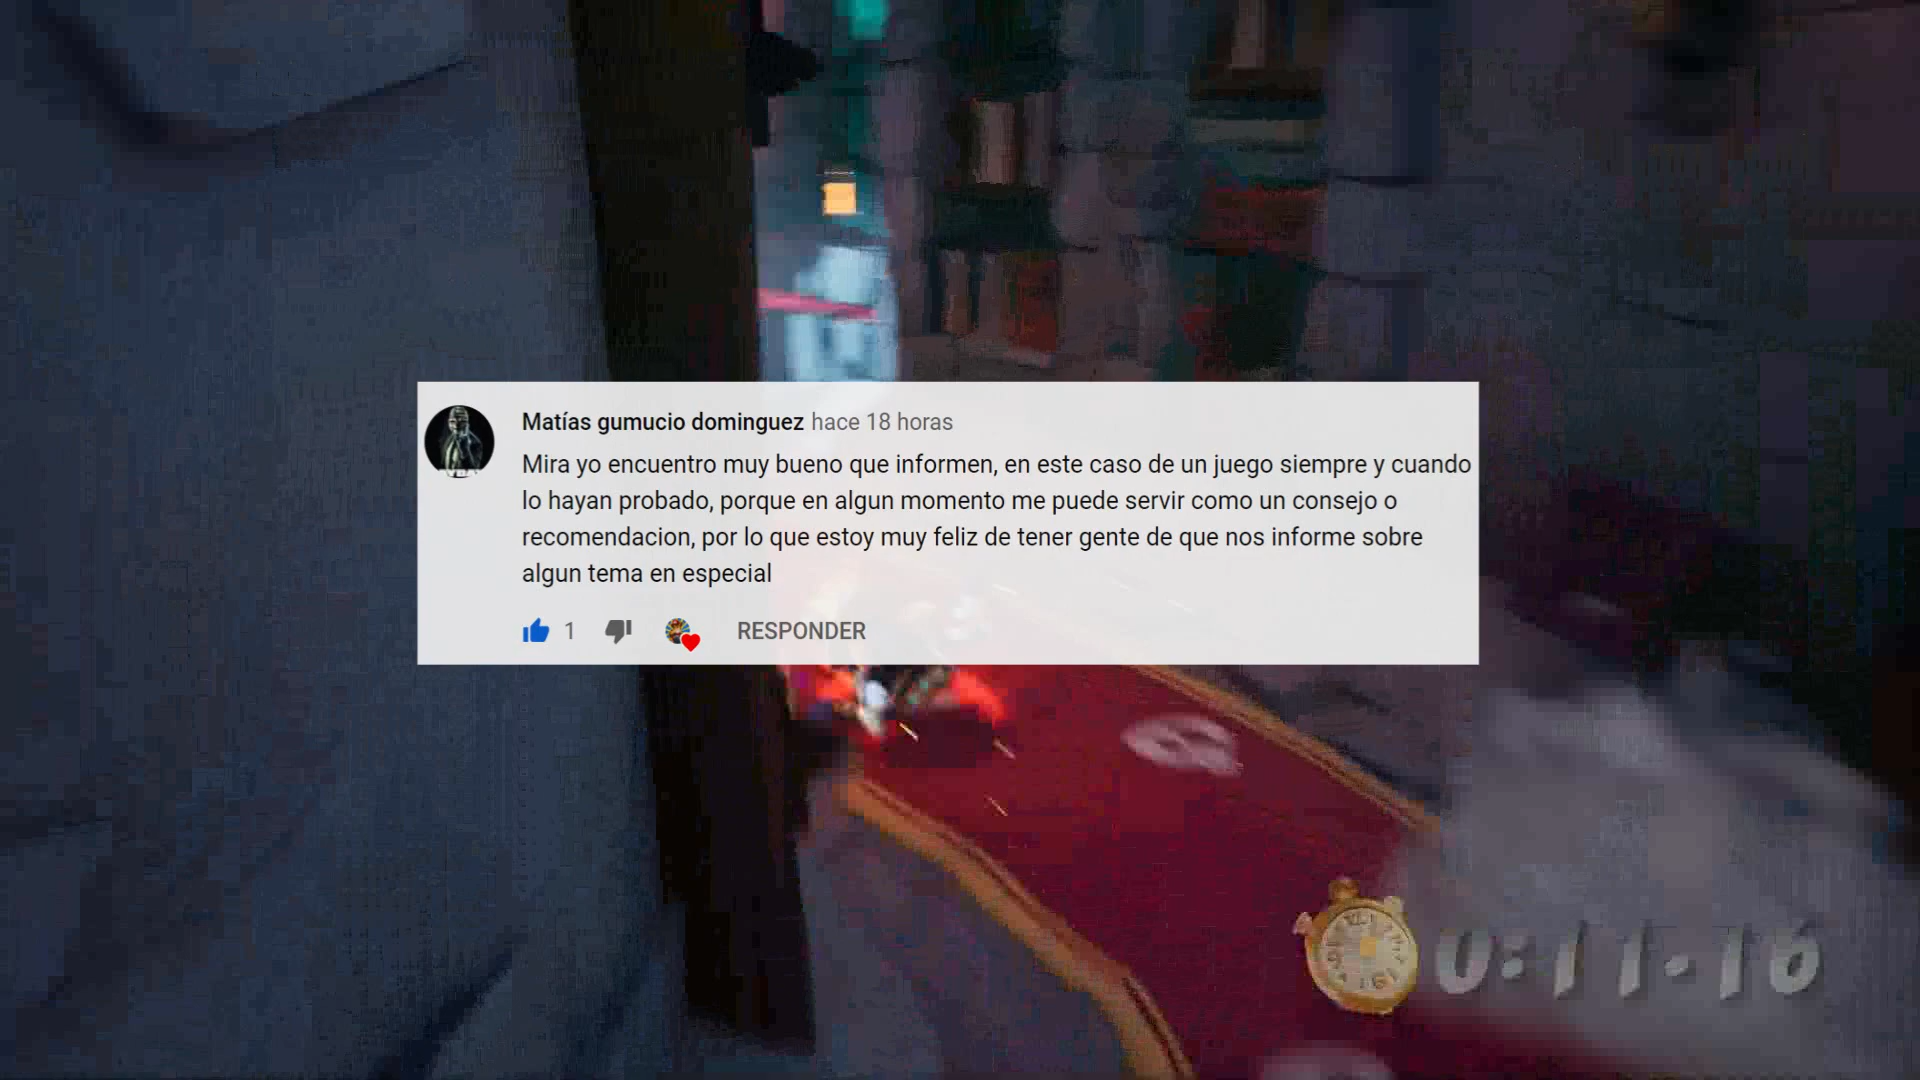 Matías gumucio dominguez hace 18 horas
Mira yo encuentro muy bueno que informen, en este caso de un juego siempre y cuando
lo hayan probado, porque en algun momento me puede servir como un consejo o
recomendacion, por lo que estoy muy feliz de tener gente de que nos informe sobre
algun tema en especial
1 RESPONDER
0:11.16